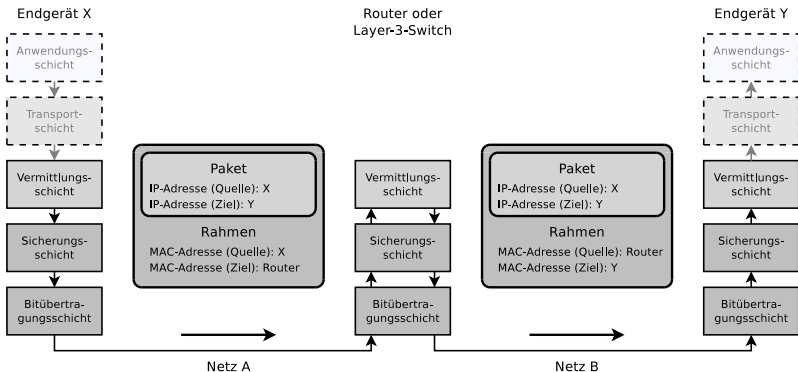 Endgerät X
Router oder
Layer-3-Switch
Endgerät Y
Anwendungs-
schicht
Transport-
schicht
Vermittlungs-
schicht
Sicherungs-
schicht
Bitübertra-
gungsschicht
Paket
IP-Adresse (Quelle): X
IP-Adresse (Ziel): Y
Rahmen
MAC-Adresse (Quelle): X
MAC-Adresse (Ziel): Router
Vermittlungs-
schicht
Sicherungs-
schicht
Bitübertra-
gungsschicht
Paket
IP-Adresse (Quelle): X
IP-Adresse (Ziel): Y
Rahmen
MAC-Adresse (Quelle): Router
MAC-Adresse (Ziel): Y
Anwendungs-
schicht
Transport-
schicht
Vermittlungs-
schicht
Sicherungs-
schicht
Bitübertra-
gungsschicht
Netz A
Netz B